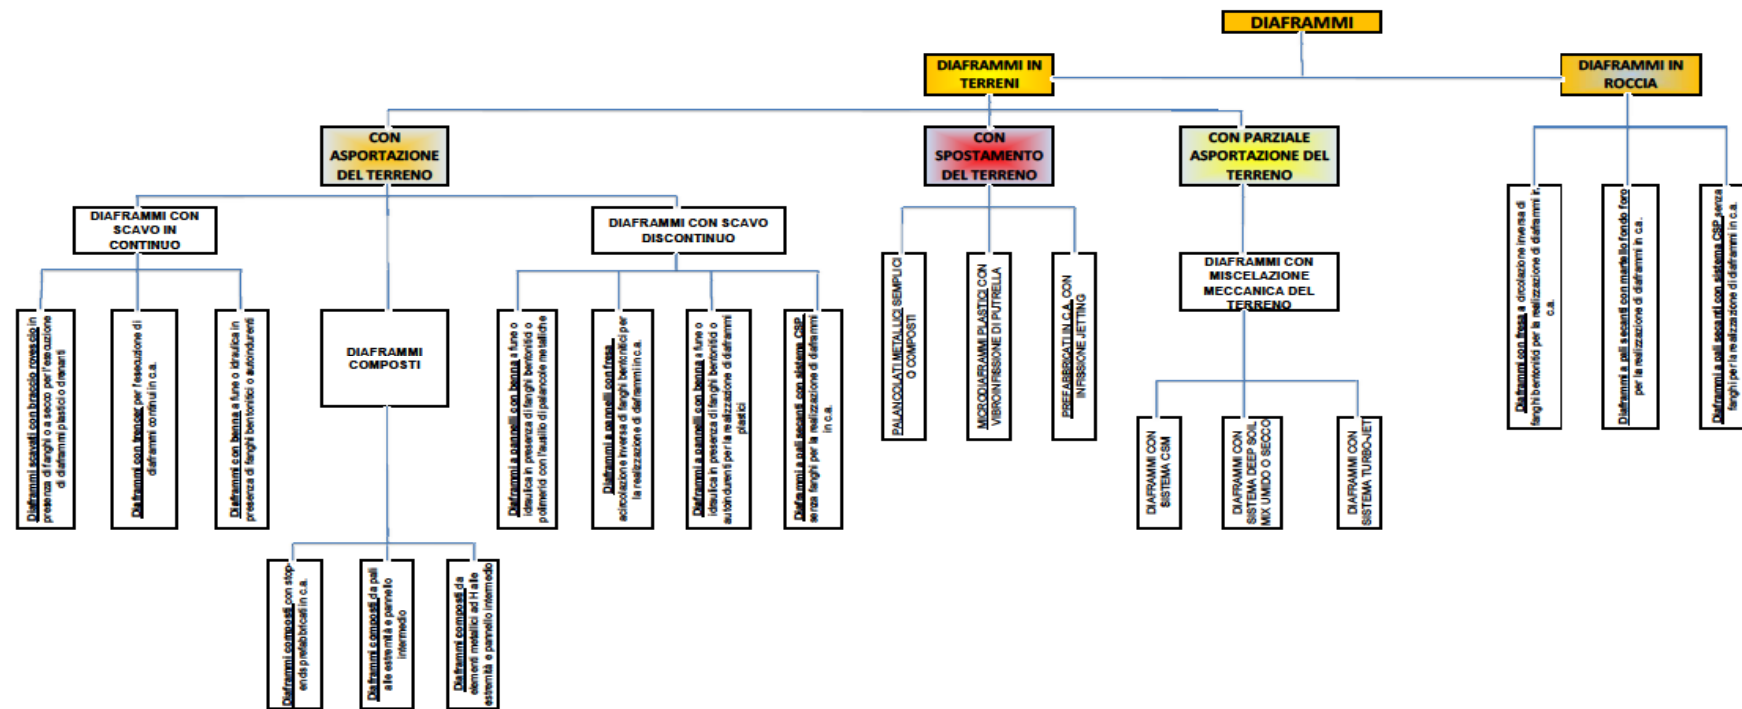 DIAFRAMMI
DIAFRAMMI IN
TERRENI
DIAFRAMMI IN
ROCCIA
CON
ASPORTAZIONE
DEL TERRENO
CON
SPOSTAMENTO
DEL TERRENO
CON PARZIALE
ASPORTAZIONE DEL
TERRENO
DIAFRAMMI CON
SCAVO IN
CONTINUO
DIAFRAMMI CON SCAVO
DISCONTINUO
DIAFRAMMI
COMPOSTI
DIAFRAMMI CON
MISCELAZIONE
MECCANICA DEL
TERRENO
Diaframmi scavati con braccio rovescio in
presenza di fanghi o a secco per l'esecuzione
di diaframmi plastici o drenanti
Diaframmi con trencer per l'esecuzione di
diaframmi continui in c.a.
Diaframmi con benna a fune o idraulica in
presenza di fanghi bentonitici o autoindurenti
Diaframmi composti con stop-
ends prefabbricati in c.a.
Diaframmi composti da pali
alle estremità e pannello
intermedio
Diaframmi composti da
elementi metallici ad H alle
estremità e pannello intermedio
Diaframmi a pannelli con benna a fune o
idraulica in presenza di fanghi bentonitici o
polimerici con l'ausilio di palancole metalliche
Diaframmi a pannelli con fresa
a circolazione inversa di fanghi bentonitici per
la realizzazione di diaframmi in c.a.
Diaframmi a pannelli con benna a fune o
idraulica in presenza di fanghi bentonitici o
autoindurenti per la realizzazione di diaframmi
plastici
Diaframmi a pali secanti con sistema CSP
senza fanghi per la realizzazione di diaframmi
in c.a.
PALANCOLATI METALLICI SEMPLICI
O COMPOSTI
MICRODIAFRAMMI PLASTICI CON
VIBROINFISSIONE DI PUTRELLA
PREFABBRICATI IN C.A. CON
INFISSIONE JETTING
DIAFRAMMI CON
SISTEMA CSM
DIAFRAMMI CON
SISTEMA DEEP SOIL
MIX UMIDO O SECCO
DIAFRAMMI CON
SISTEMA TURBO-JET
Diaframmi con fresa a circolazione inversa di
fanghi bentonitici per la realizzazione di diaframmi in
c.a.
Diaframmi a pali secanti con martello fondo foro
per la realizzazione di diaframmi in c.a.
Diaframmi a pali secanti con sistema CSP senza
fanghi per la realizzazione di diaframmi in c.a.